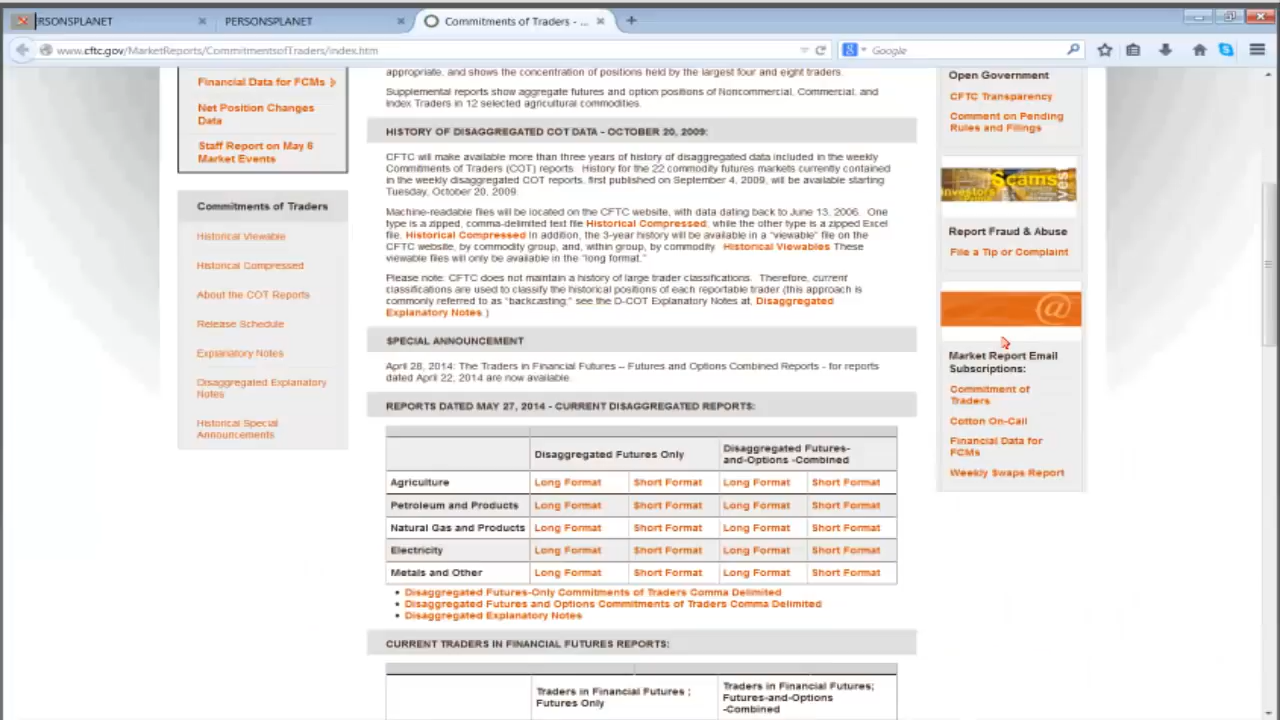 RSONSPLANET
PERSONSPLANET
Commitments of Traders - ...
www.cftc.gov/MarketReports/CommitmentsofTraders/index.htm
Google
Financial Data for FCMs
Net Position Changes
Data
Staff Report on May 6
Market Events
Commitments of Traders
Historical Viewable
Historical Compressed
About the COT Reports
Release Schedule
Explanatory Notes
Disaggregated Explanatory
Notes
Historical Special
Announcements
appropriate, and shows the concentration of positions held by the largest four and eight traders.
Supplemental reports show aggregate futures and option positions of Noncommercial, Commercial, and
Index Traders in 12 selected agricultural commodities.
HISTORY OF DISAGGREGATED COT DATA - OCTOBER 20, 2009:
CFTC will make available more than three years of history of disaggregated data included in the weekly
Commitments of Traders (COT) reports. History for the 22 commodity futures markets currently contained
in the weekly disaggregated COT reports, first published on September 4, 2009, will be available starting
Tuesday, October 20, 2009.
Machine-readable files will be located on the CFTC website, with data dating back to June 13, 2006. One
type is a zipped, comma-delimited text file Historical Compressed, while the other type is a zipped Excel
file. Historical Compressed In addition, the 3-year history will be available in a "viewable" file on the
CFTC website, by commodity group, and, within group, by commodity. Historical Viewables These
viewable files will only be available in the "long format."
Please note: CFTC does not maintain a history of large trader classifications. Therefore, current
classifications are used to classify the historical positions of each reportable trader (this approach is
commonly referred to as "backcasting;" see the D-COT Explanatory Notes at, Disaggregated
Explanatory Notes )
SPECIAL ANNOUNCEMENT
April 28, 2014: The Traders in Financial Futures – Futures and Options Combined Reports - for reports
dated April 22, 2014 are now available.
REPORTS DATED MAY 27, 2014 - CURRENT DISAGGREGATED REPORTS:
Disaggregated Futures Only
Disaggregated Futures-
and-Options -Combined
Agriculture Long Format Short Format Long Format Short Format
Petroleum and Products Long Format Short Format Long Format Short Format
Natural Gas and Products Long Format Short Format Long Format Short Format
Electricity Long Format Short Format Long Format Short Format
Metals and Other Long Format Short Format Long Format Short Format
• Disaggregated Futures-Only Commitments of Traders Comma Delimited
• Disaggregated Futures and Options Commitments of Traders Comma Delimited
• Disaggregated Explanatory Notes
CURRENT TRADERS IN FINANCIAL FUTURES REPORTS:
Traders in Financial Futures ;
Futures Only
Traders in Financial Futures;
Futures-and-Options
-Combined
Open Government
CFTC Transparency
Comment on Pending
Rules and Filings
Scams
investors
Report Fraud & Abuse
File a Tip or Complaint
@
Market Report Email
Subscriptions:
Commitment of
Traders
Cotton On-Call
Financial Data for
FCMs
Weekly Swaps Report